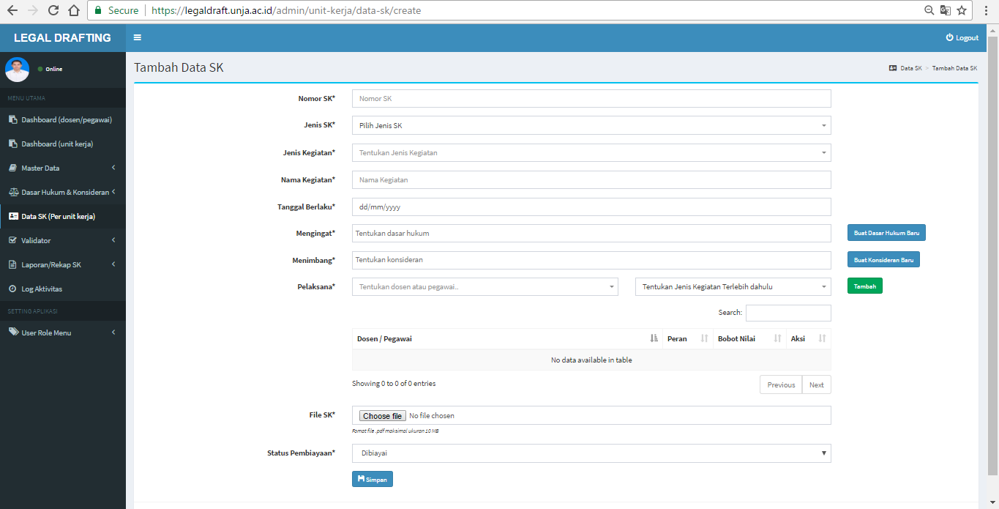 Secure https://legaldraft.unja.ac.id/admin/unit-kerja/data-sk/create
LEGAL DRAFTING
Logout
Online
MENU UTAMA
Dashboard (dosen/pegawai)
Dashboard (unit kerja)
Master Data
Dasar Hukum & Konsideran
Data SK (Per unit kerja)
Validator
Laporan/Rekap SK
Log Aktivitas
SETTING APLIKASI
User Role Menu
Tambah Data SK
Data SK > Tambah Data SK
Nomor SK* Nomor SK
Jenis SK* Pilih Jenis SK
Jenis Kegiatan* Tentukan Jenis Kegiatan
Nama Kegiatan* Nama Kegiatan
Tanggal Berlaku* dd/mm/yyyy
Mengingat* Tentukan dasar hukum Buat Dasar Hukum Baru
Menimbang* Tentukan konsideran Buat Konsideran Baru
Pelaksana* Tentukan dosen atau pegawai.. Tentukan Jenis Kegiatan Terlebih dahulu Tambah
Search:
Dosen / Pegawai Peran Bobot Nilai Aksi
No data available in table
Showing 0 to 0 of 0 entries Previous Next
File SK* Choose file No file chosen
Fomat file .pdf maksimal ukuran 10 MB
Status Pembiayaan* Dibiayai
Simpan